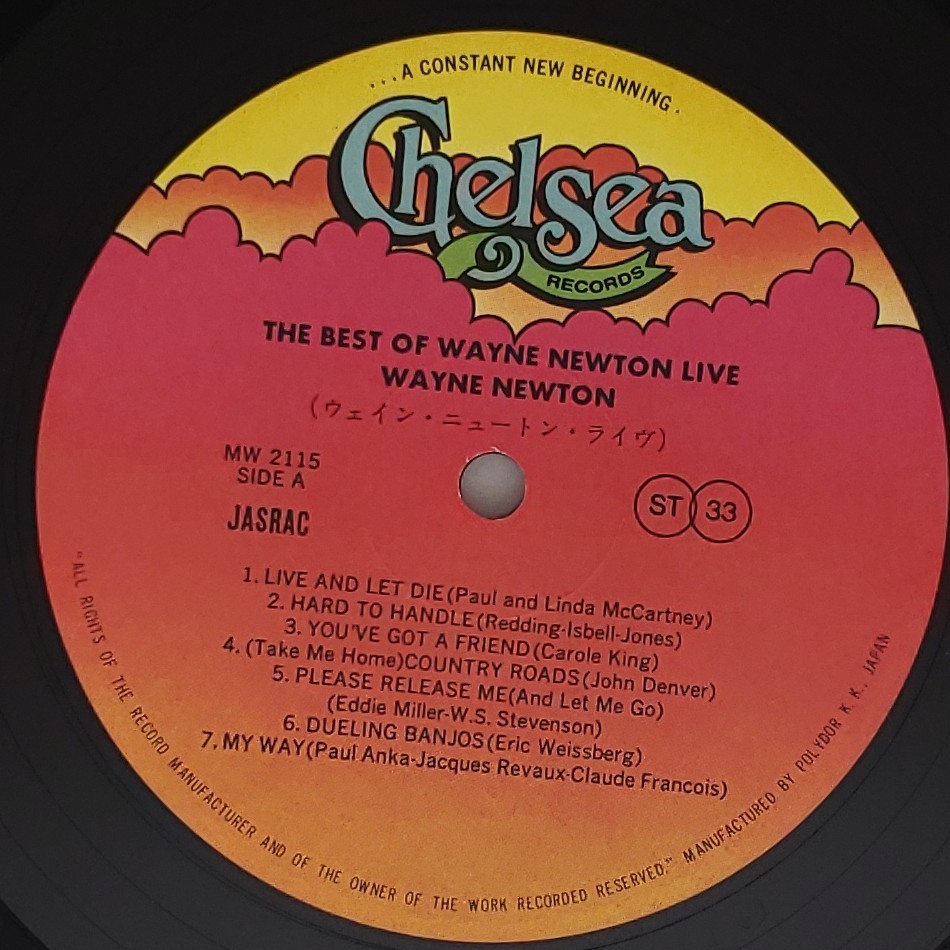 ...A CONSTANT NEW BEGINNING.
Chelsea
RECORDS
THE BEST OF WAYNE NEWTON LIVE
WAYNE NEWTON
(ウェイン・ニュートン・ライヴ)
MW 2115
SIDE A
JASRAC
ST 33
1. LIVE AND LET DIE(Paul and Linda McCartney)
2. HARD TO HANDLE(Redding-Isbell-Jones)
3. YOU'VE GOT A FRIEND(Carole King)
4. (Take Me Home)COUNTRY ROADS(John Denver)
5. PLEASE RELEASE ME(And Let Me Go)
(Eddie Miller-W.S. Stevenson)
6. DUELING BANJOS(Eric Weissberg)
7. MY WAY(Paul Anka-Jacques Revaux-Claude Francois)
"ALL RIGHTS OF THE RECORD MANUFACTURER AND OF THE OWNER OF THE WORK RECORDED RESERVED." MANUFACTURED BY POLYDOR K. K., JAPAN